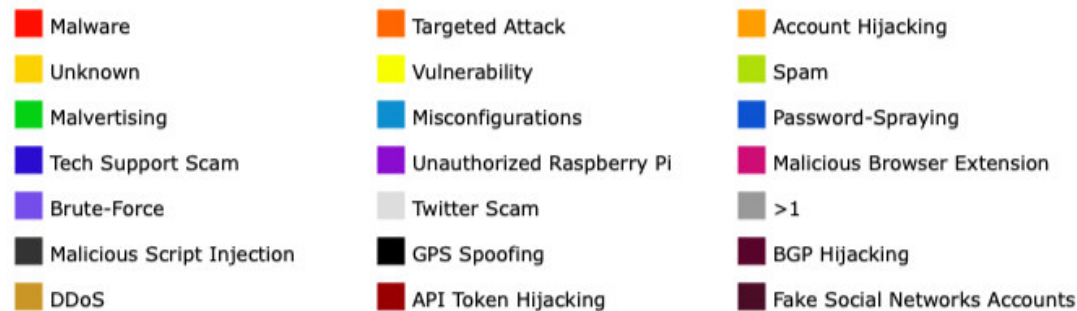 Malware Targeted Attack Account Hijacking
Unknown Vulnerability Spam
Malvertising Misconfigurations Password-Spraying
Tech Support Scam Unauthorized Raspberry Pi Malicious Browser Extension
Brute-Force Twitter Scam >1
Malicious Script Injection GPS Spoofing BGP Hijacking
DDoS API Token Hijacking Fake Social Networks Accounts